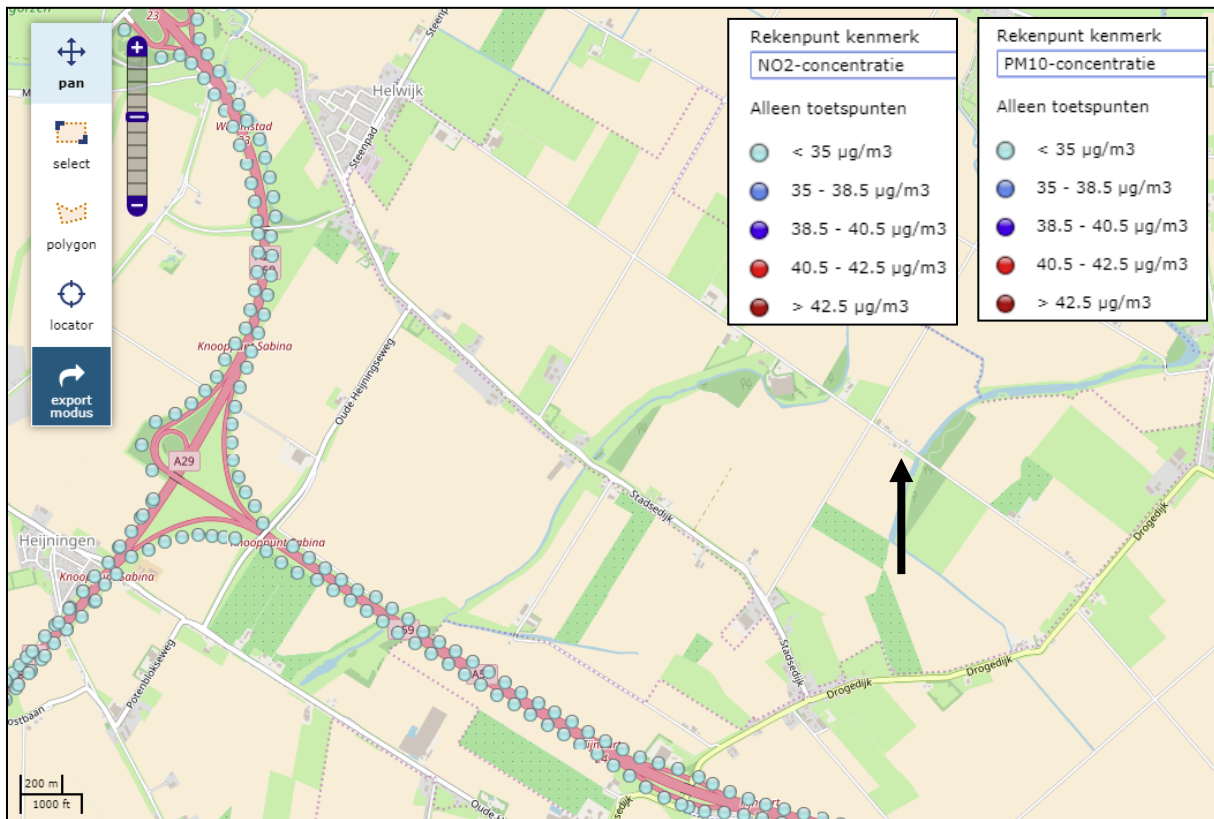 23
pan
select
polygon
locator
export
modus
Rekenpunt kenmerk
NO2-concentratie
Alleen toetspunten
< 35 µg/m3
35 - 38.5 µg/m3
38.5 - 40.5 µg/m3
40.5 - 42.5 µg/m3
> 42.5 µg/m3
Rekenpunt kenmerk
PM10-concentratie
Alleen toetspunten
< 35 µg/m3
35 - 38.5 µg/m3
38.5 - 40.5 µg/m3
40.5 - 42.5 µg/m3
> 42.5 µg/m3
Steenpad
Helwijk
Steenpad
Knooppunt Sabina
Oude Heijningseweg
A29
Stadsedijk
Heijningen
Knooppunt Sabina
Knooppunt Sabina
Drogedijk
Potenblokseweg
Stadsedijk
Drogedijk
Drogedijk
Oude
200 m
1000 ft